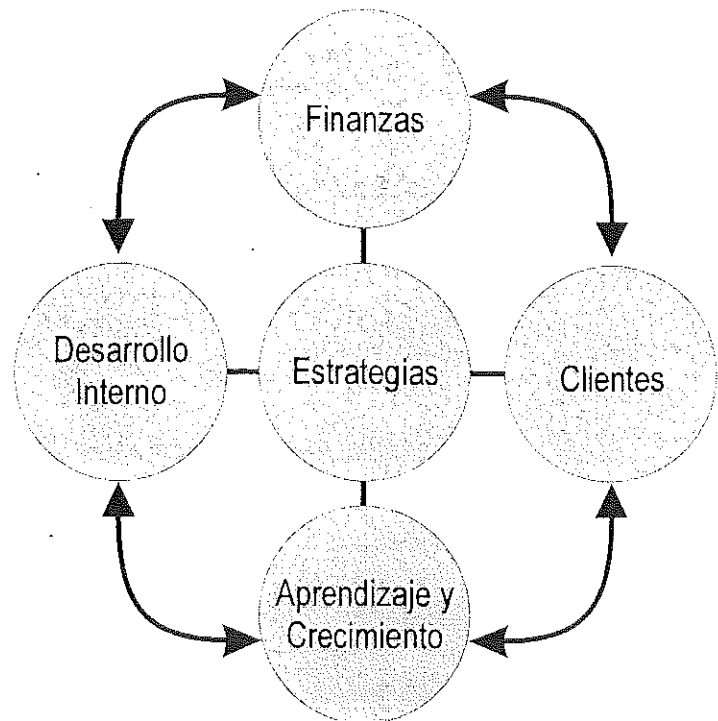 Finanzas
Desarrollo
Interno
Estrategias
Clientes
Aprendizaje y
Crecimiento